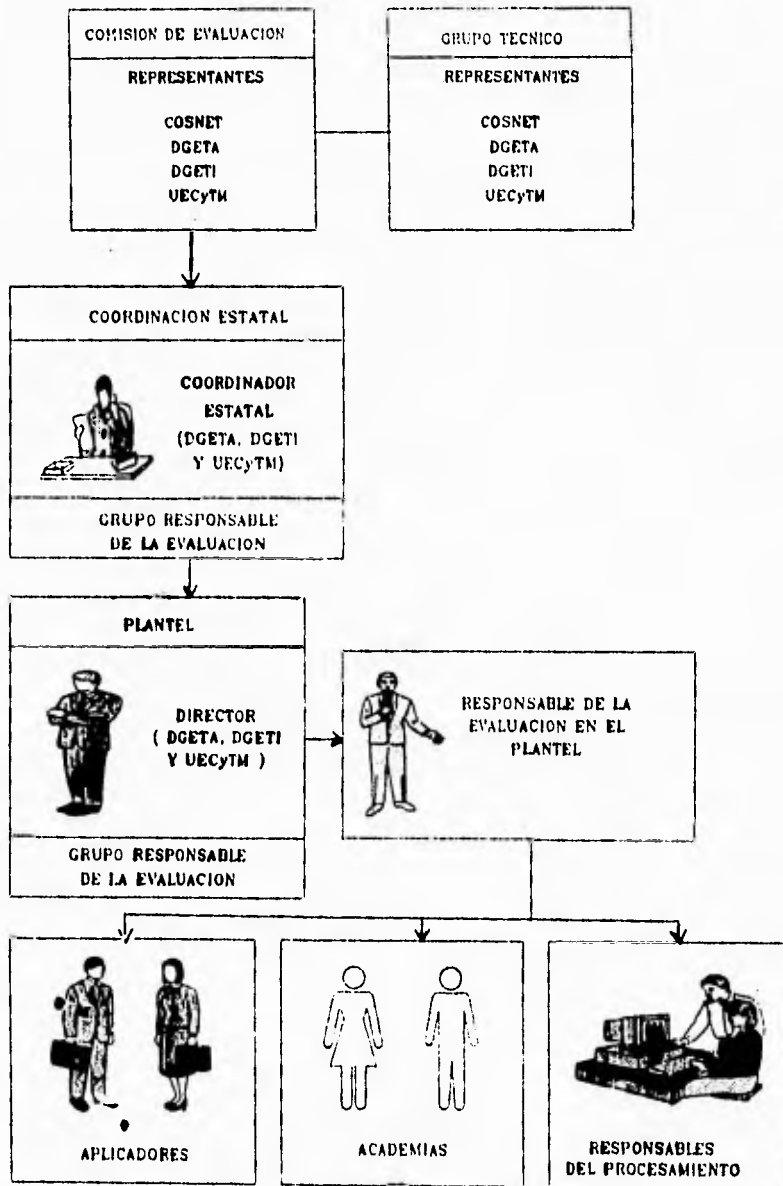 COMISION DE EVALUACION
REPRESENTANTES
COSNET
DGETA
DGETI
UECyTM
GRUPO TECNICO
REPRESENTANTES
COSNET
DGETA
DGETI
UECyTM
COORDINACION ESTATAL
COORDINADOR
ESTATAL
(DGETA, DGETI
Y UECyTM)
GRUPO RESPONSABLE
DE LA EVALUACION
PLANTEL
DIRECTOR
( DGETA, DGETI
Y UECyTM )
GRUPO RESPONSABLE
DE LA EVALUACION
RESPONSABLE DE LA
EVALUACION EN EL
PLANTEL
APLICADORES
ACADEMIAS
RESPONSABLES
DEL PROCESAMIENTO